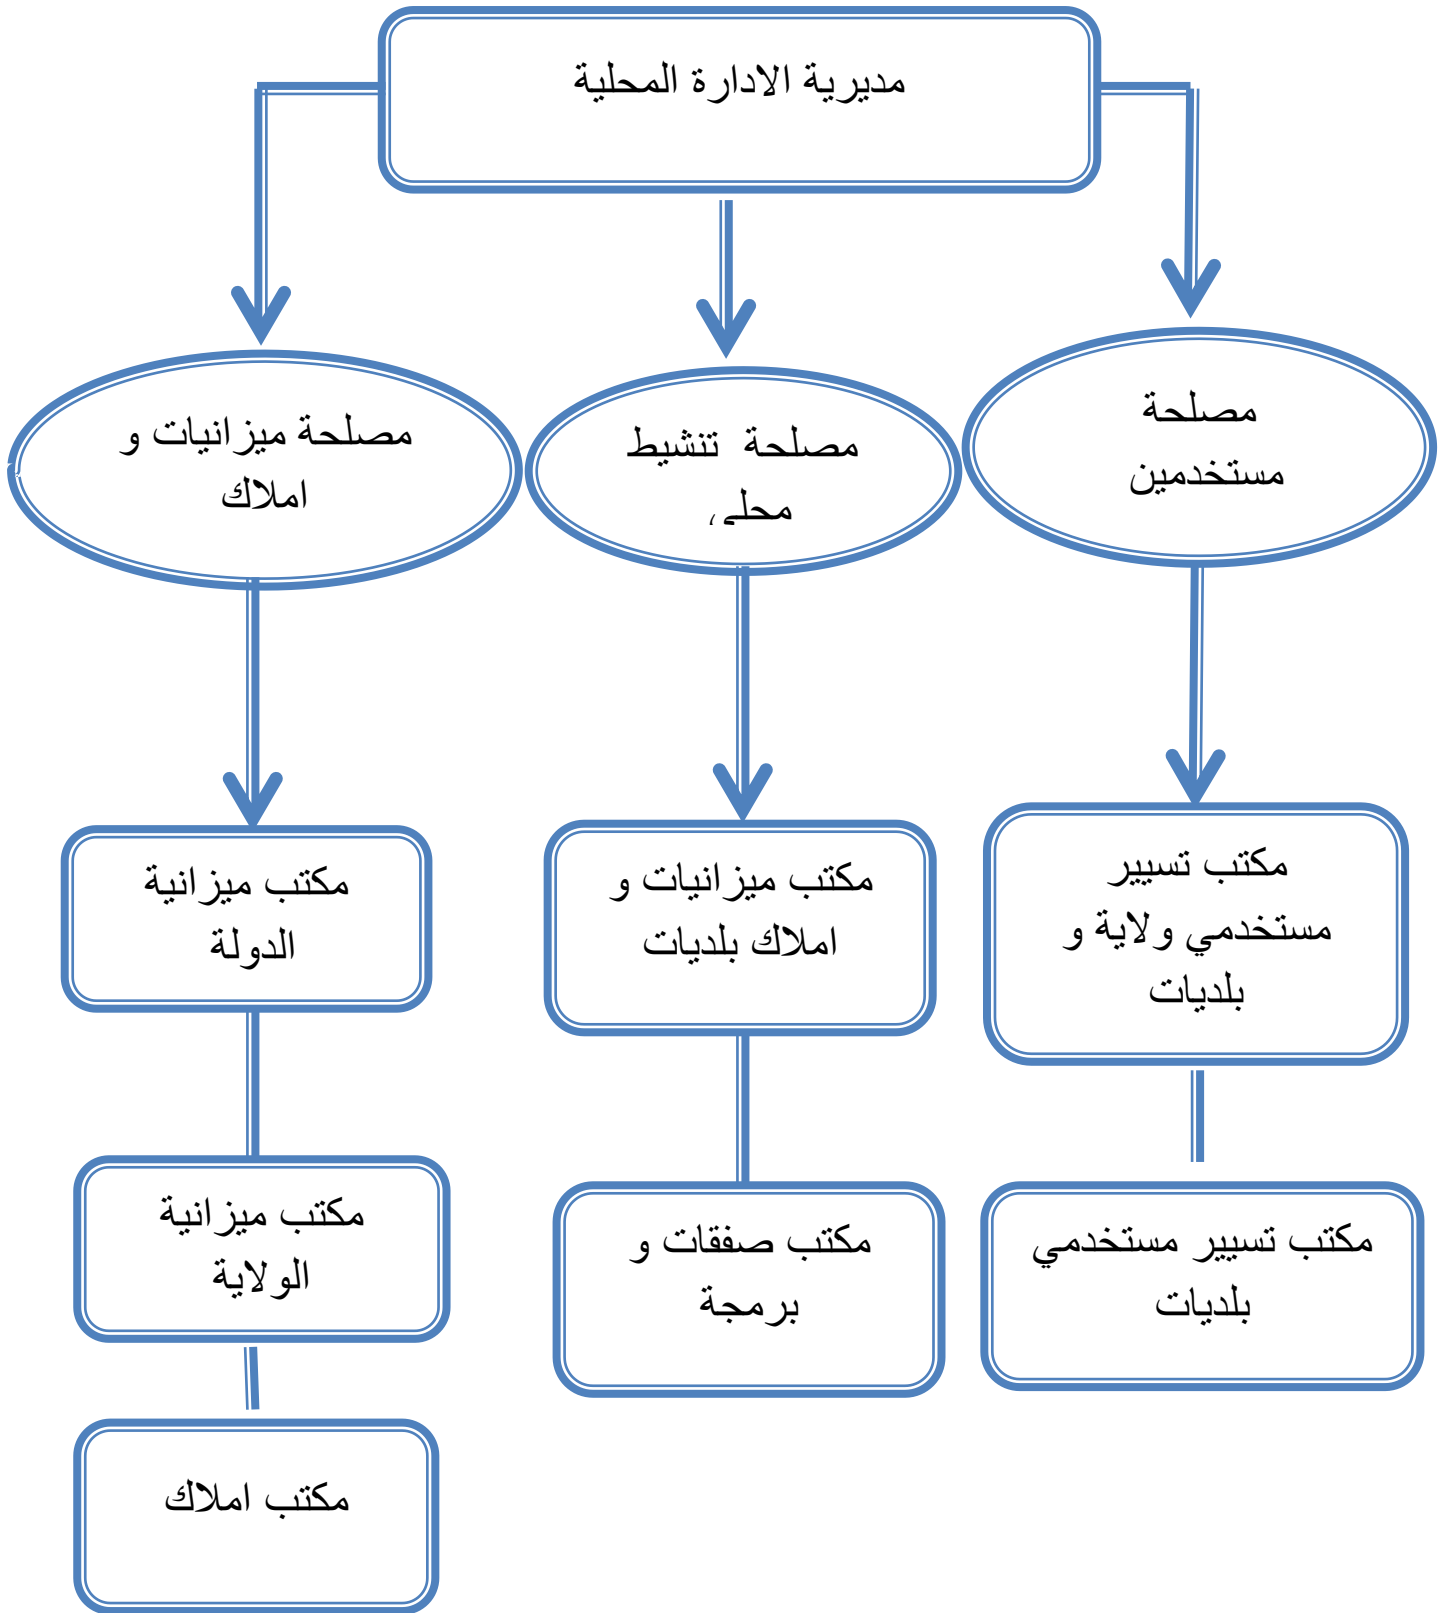 مديرية الادارة المحلية
مصلحة
مستخدمين
مصلحة تنشيط
محلي
مصلحة ميزانيات و
املاك
مكتب تسيير
مستخدمي ولاية و
بلديات
مكتب ميزانيات و
املاك بلديات
مكتب ميزانية
الدولة
مكتب تسيير مستخدمي
بلديات
مكتب صفقات و
برمجة
مكتب ميزانية
الولاية
مكتب املاك